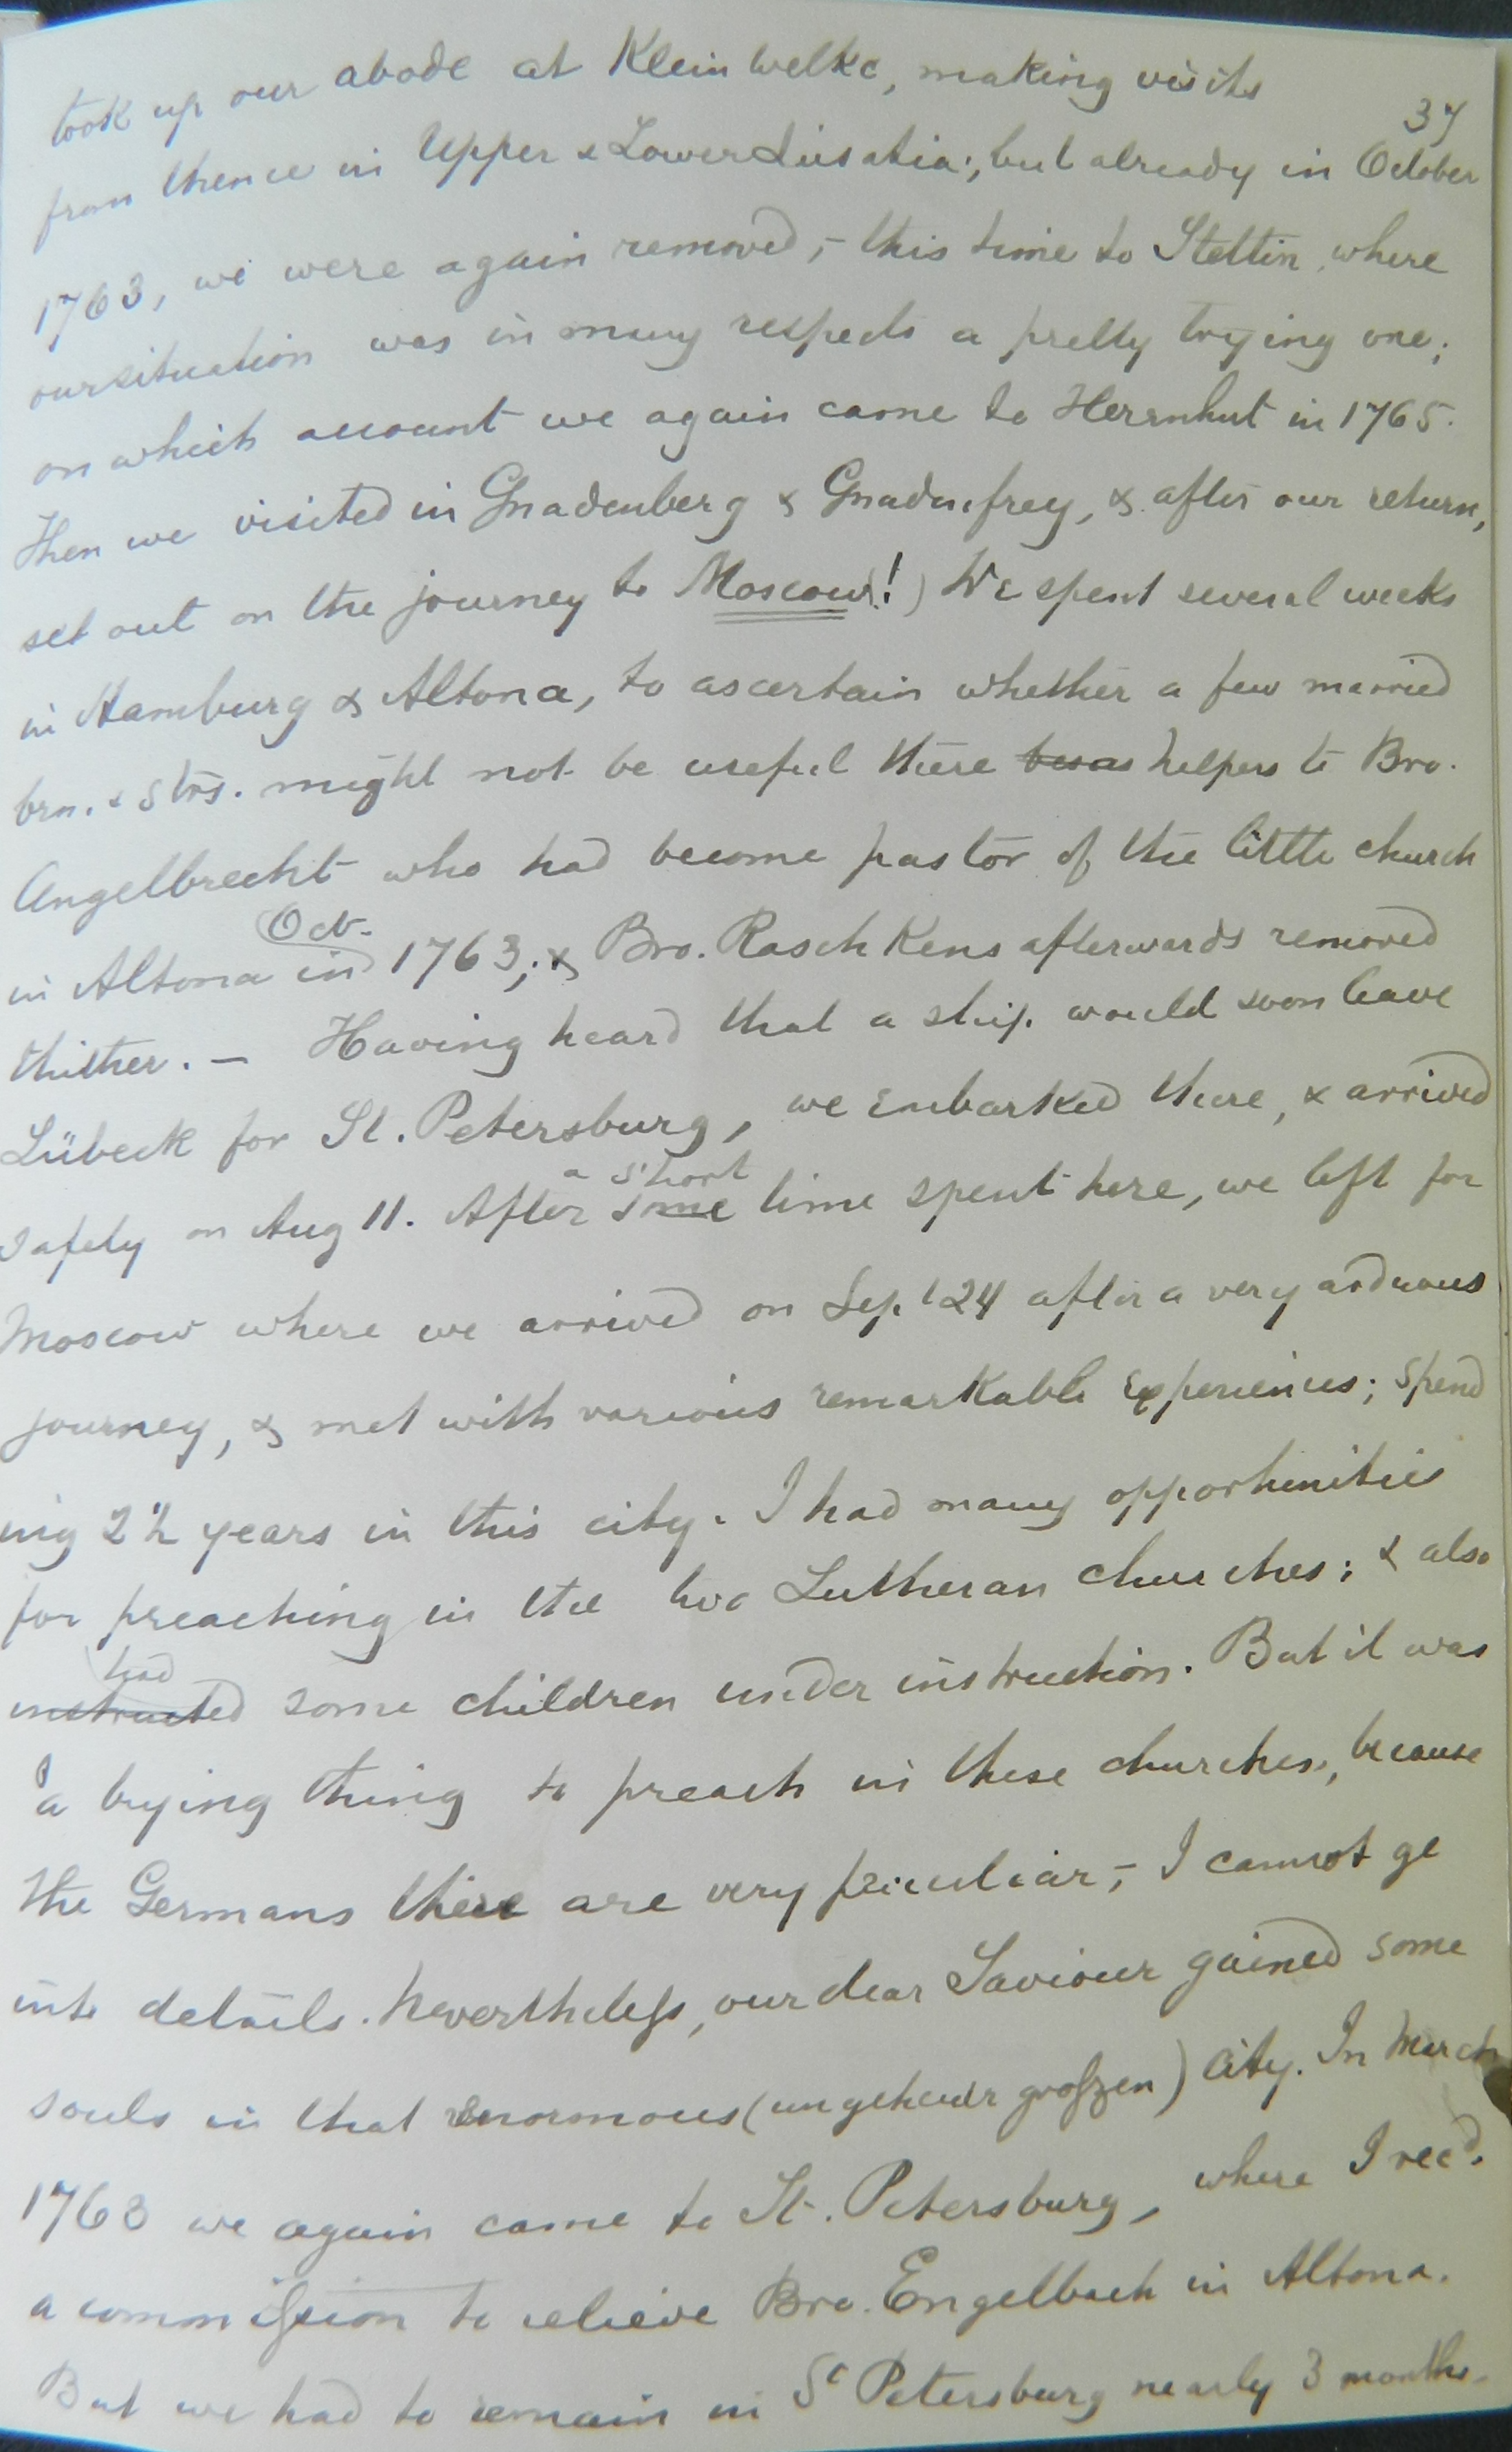 37
took up our abode at Kleinwelke, making visits
from thence in Upper & Lower Lusatia; but already in October
1763, we were again removed, – this time to Stettin, where
our situation was in many respects a pretty trying one;
on which account we again came to Herrnhut in 1765.
Then we visited in Gnadenberg & Gnadenfrey, & after our return,
set out on the journey to Moscow(!) We spent several weeks
in Hamburg & Altona, to ascertain whether a few married
brn. & Strs. might not be useful there as helpers to Bro.
Angelbrecht who had become pastor of the little church
in Altona in Oct. 1763; & Bro. Raschkens afterwards removed
thither. – Having heard that a ship would soon leave
Lübeck for St. Petersburg, we embarked there, & arrived
safely on Aug 11. After a short some time spent here, we left for
Moscow where we arrived on Sept 24 after a very arduous
journey, & met with various remarkable experiences; spend
ing 2½ years in this city. I had many opportunities
for preaching in the two Lutheran churches; & also
had instructed some children under instruction. But it was
a trying thing to preach in these churches, because
the Germans there are very peculiar, – I cannot ge
into details. Nevertheless, our dear Saviour gained some
souls in that enormous (ungeheuer großzen) city. In March
1768 we again came to St. Petersburg, where I recd.
a commission to relieve Bro. Engelbach in Altona.
But we had to remain in St Petersburg nearly 3 months.